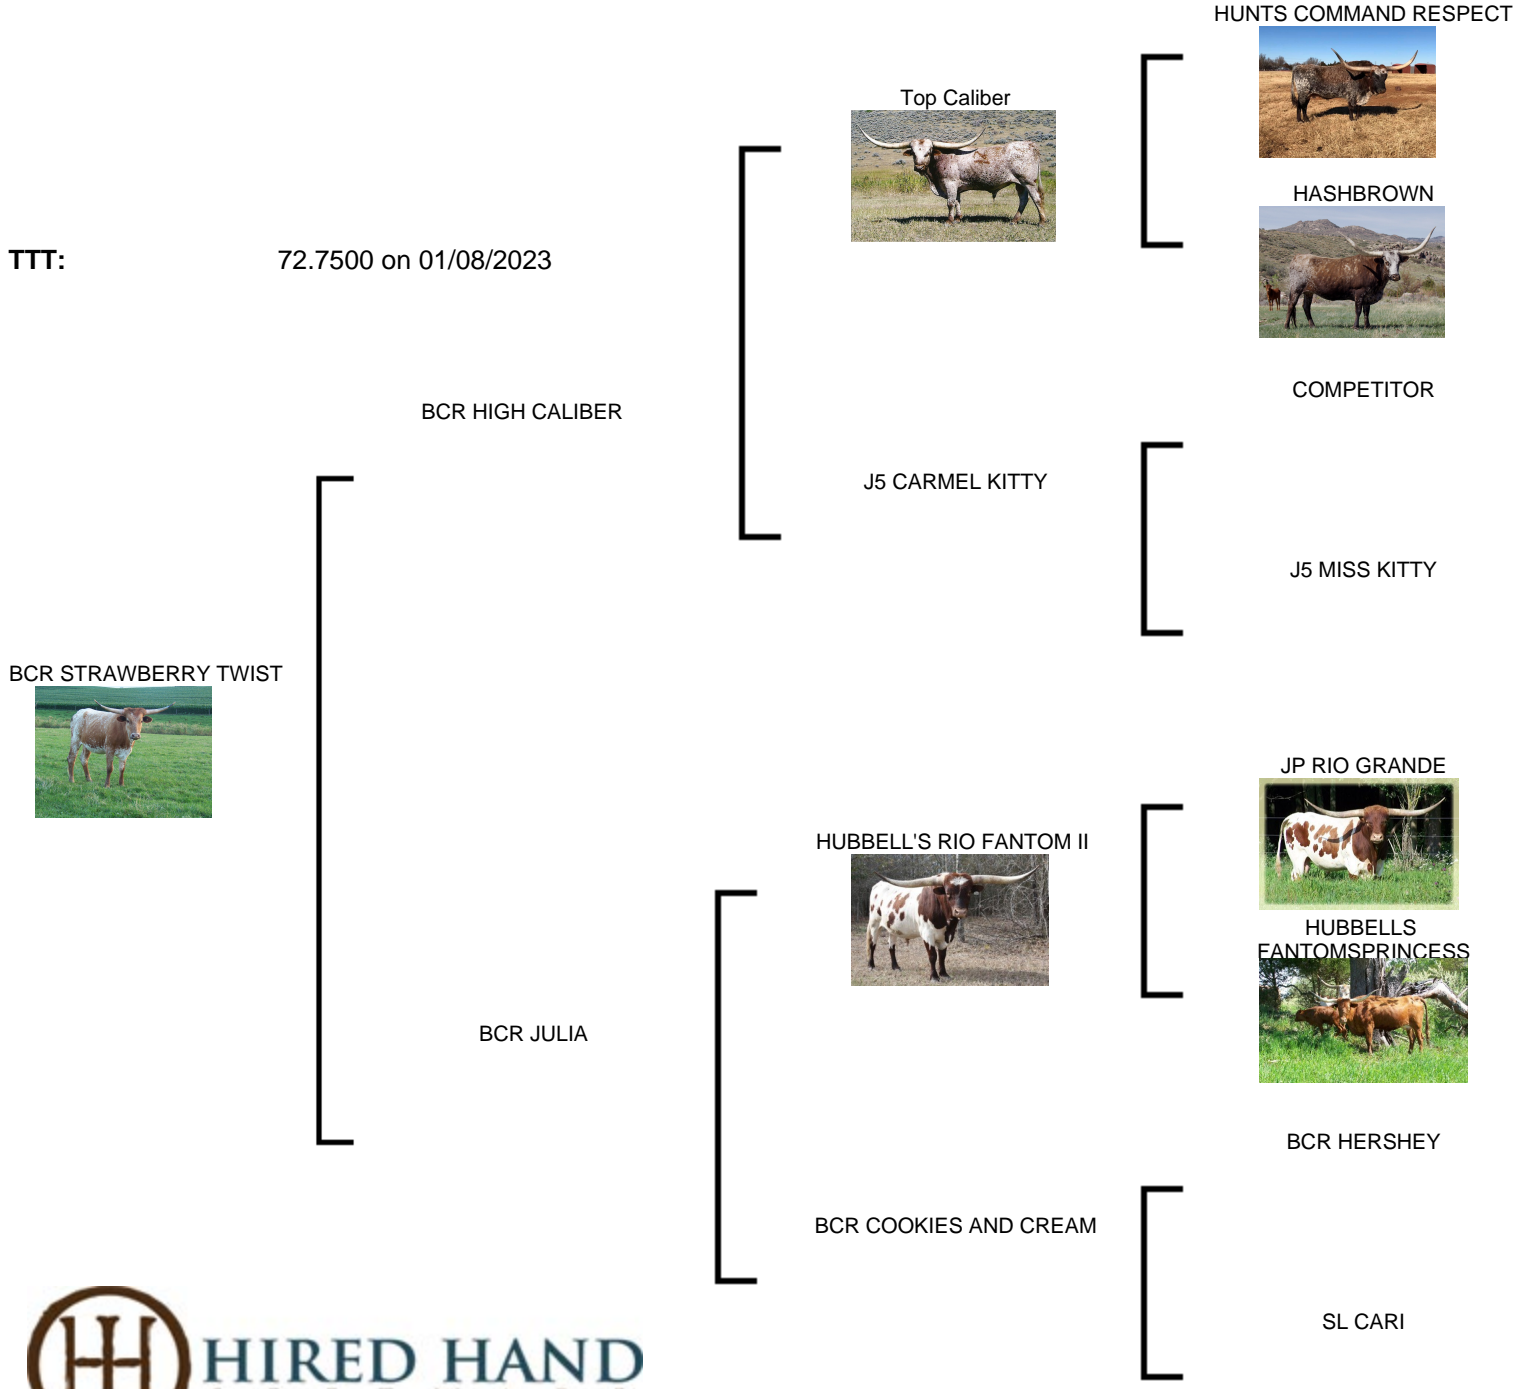 HUNTS COMMAND RESPECT
Top Caliber
HASHBROWN
TTT: 72.7500 on 01/08/2023
COMPETITOR
BCR HIGH CALIBER
J5 CARMEL KITTY
J5 MISS KITTY
BCR STRAWBERRY TWIST
JP RIO GRANDE
HUBBELL'S RIO FANTOM II
HUBBELLS
FANTOMSPRINCESS
BCR JULIA
BCR HERSHEY
BCR COOKIES AND CREAM
SL CARI
HIRED HAND